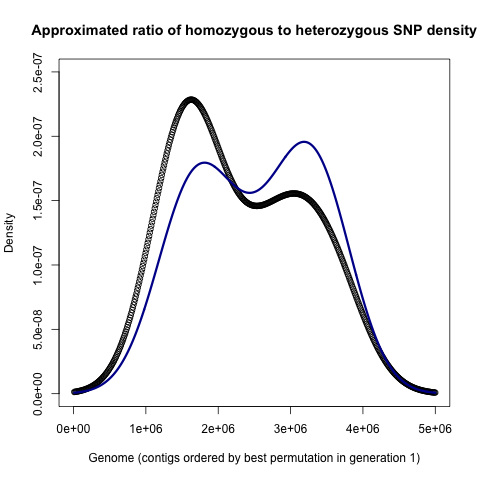 Approximated ratio of homozygous to heterozygous SNP density
2.5e-07
2.0e-07
1.5e-07
1.0e-07
5.0e-08
0.0e+00
Density
0e+00 1e+06 2e+06 3e+06 4e+06 5e+06
Genome (contigs ordered by best permutation in generation 1)